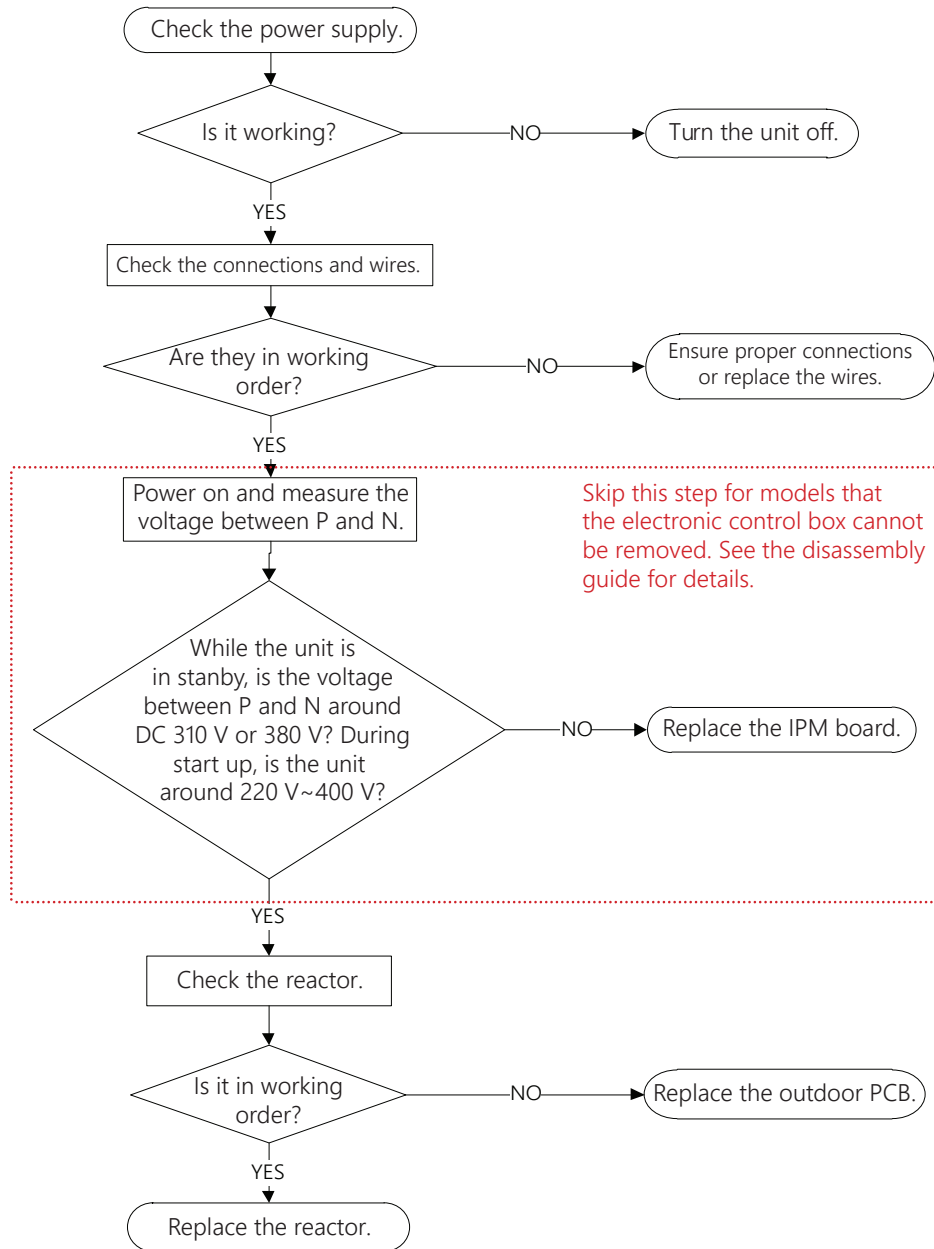 Check the power supply.
Is it working?
NO
Turn the unit off.
YES
Check the connections and wires.
Are they in working
order?
NO
Ensure proper connections
or replace the wires.
YES
Power on and measure the
voltage between P and N.
Skip this step for models that
the electronic control box cannot
be removed. See the disassembly
guide for details.
While the unit is
in stanby, is the voltage
between P and N around
DC 310 V or 380 V? During
start up, is the unit
around 220 V~400 V?
NO
Replace the IPM board.
YES
Check the reactor.
Is it in working
order?
NO
Replace the outdoor PCB.
YES
Replace the reactor.